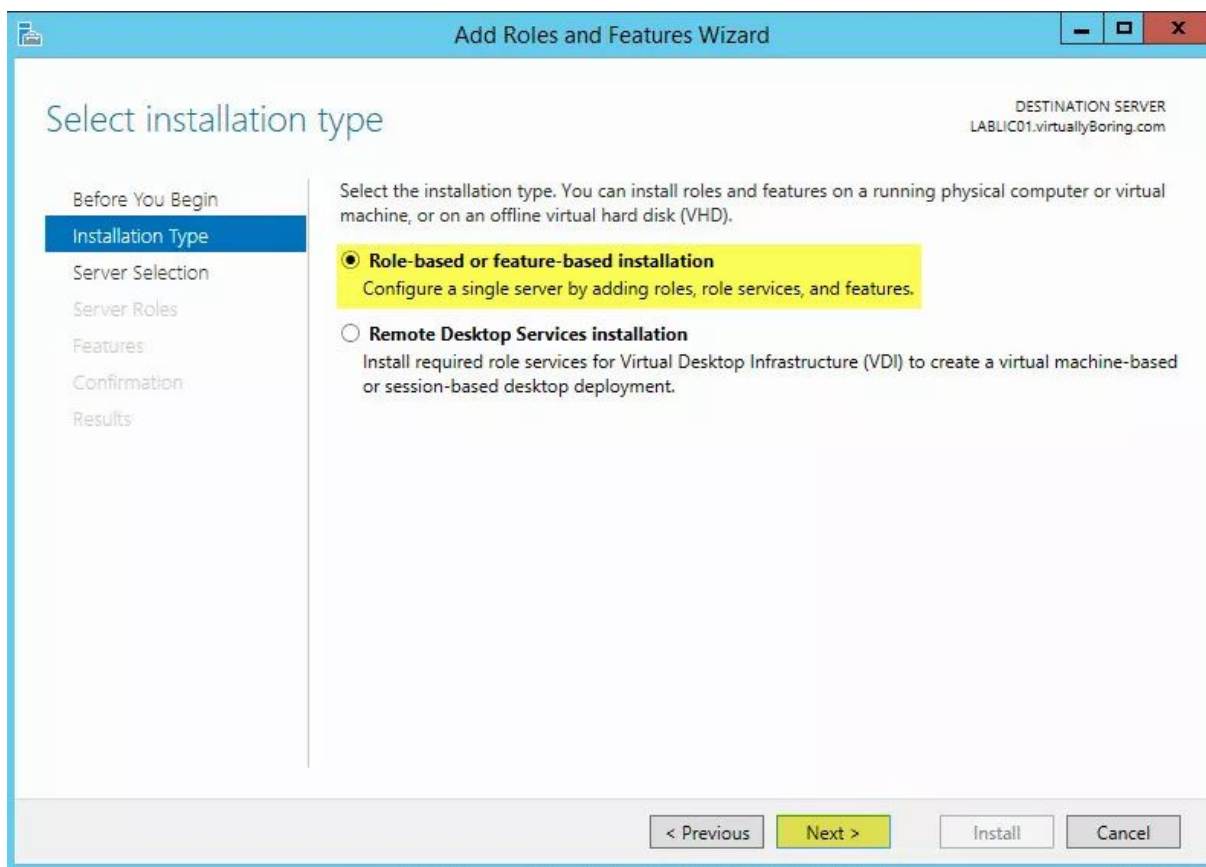 Add Roles and Features Wizard
Select installation type
DESTINATION SERVER
LABLIC01.virtuallyBoring.com
Before You Begin
Installation Type
Server Selection
Server Roles
Features
Confirmation
Results
Select the installation type. You can install roles and features on a running physical computer or virtual
machine, or on an offline virtual hard disk (VHD).
Role-based or feature-based installation
Configure a single server by adding roles, role services, and features.
Remote Desktop Services installation
Install required role services for Virtual Desktop Infrastructure (VDI) to create a virtual machine-based
or session-based desktop deployment.
< Previous
Next >
Install
Cancel